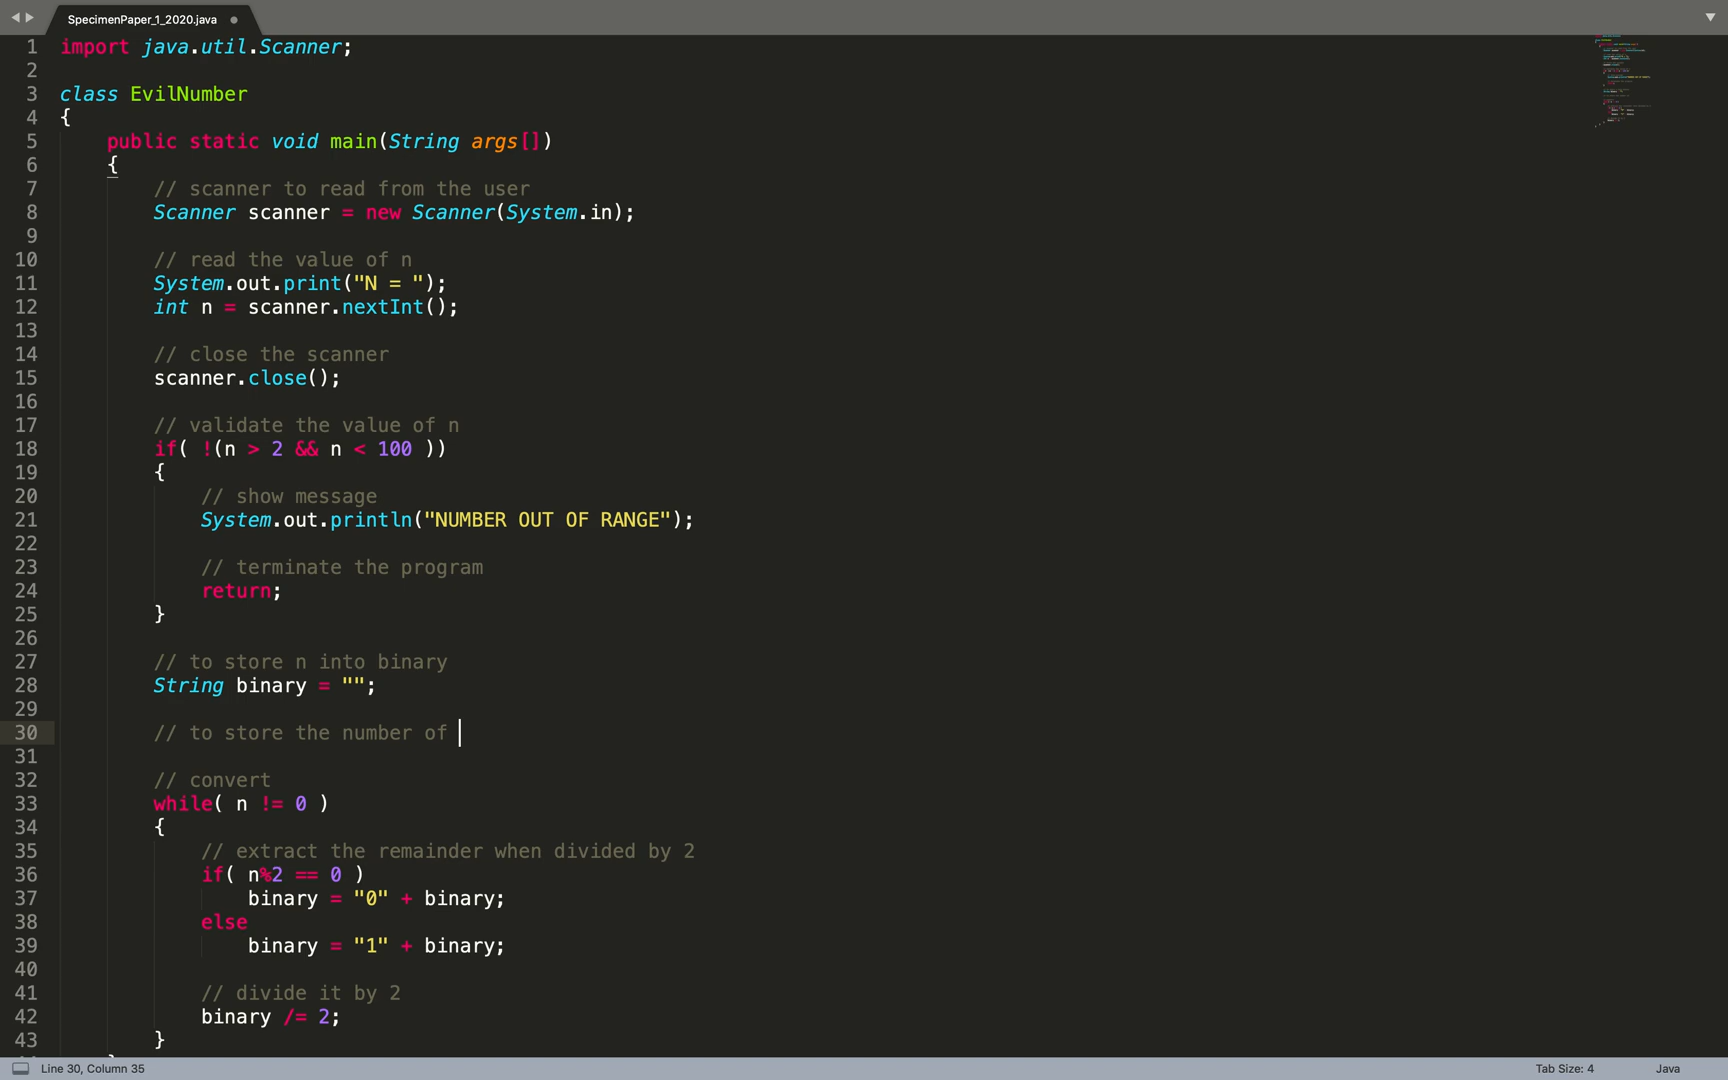 SpecimenPaper_1_2020.java
1 import java.util.Scanner;
2
3 class EvilNumber
4 {
5 public static void main(String args[])
6 {
7 // scanner to read from the user
8 Scanner scanner = new Scanner(System.in);
9
10 // read the value of n
11 System.out.print("N = ");
12 int n = scanner.nextInt();
13
14 // close the scanner
15 scanner.close();
16
17 // validate the value of n
18 if( !(n > 2 && n < 100 ))
19 {
20 // show message
21 System.out.println("NUMBER OUT OF RANGE");
22
23 // terminate the program
24 return;
25 }
26
27 // to store n into binary
28 String binary = "";
29
30 // to store the number of
31
32 // convert
33 while( n != 0 )
34 {
35 // extract the remainder when divided by 2
36 if( n%2 == 0 )
37 binary = "0" + binary;
38 else
39 binary = "1" + binary;
40
41 // divide it by 2
42 binary /= 2;
43 }
Line 30, Column 35 Tab Size: 4 Java